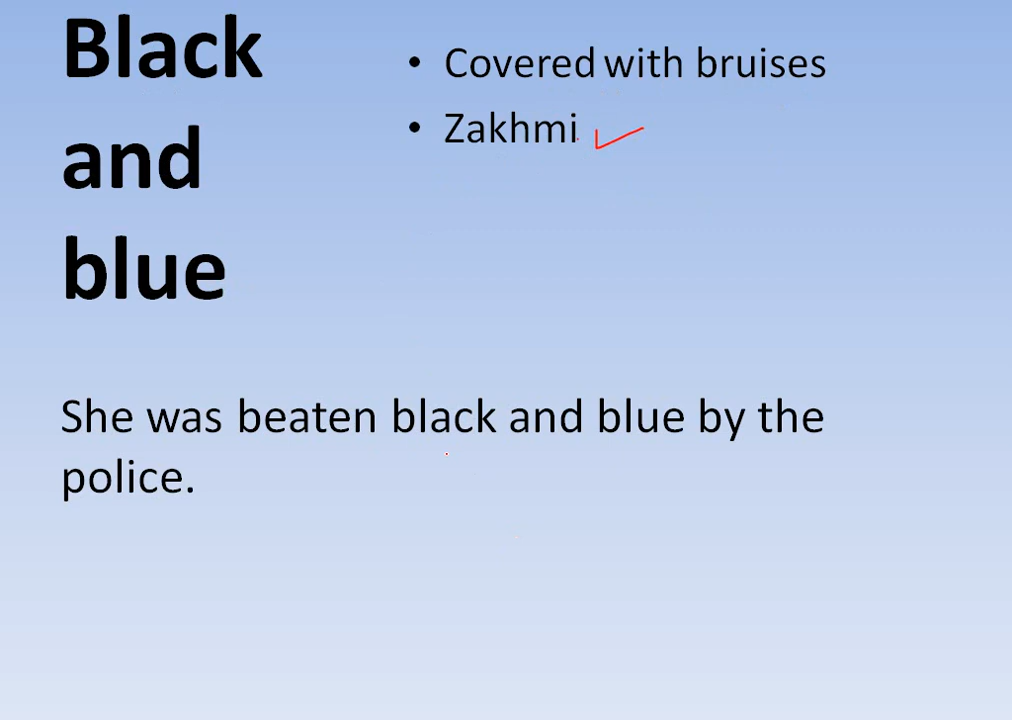 Black
and
blue
• Covered with bruises
• Zakhmi
She was beaten black and blue by the
police.